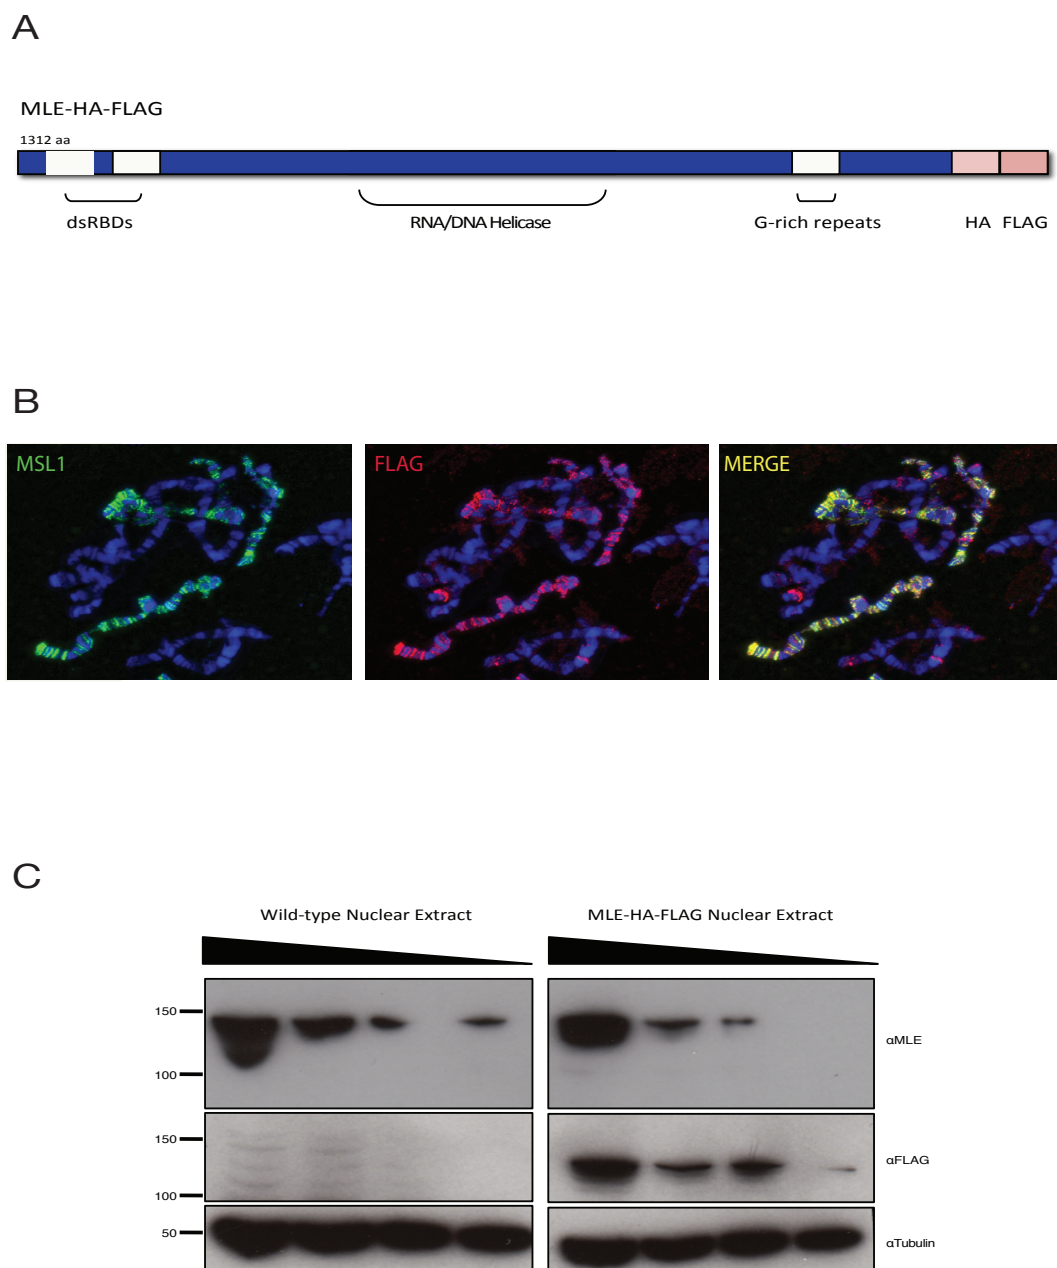 A
MLE-HA-FLAG
1312 aa
dsRBDs
RNA/DNA Helicase
G-rich repeats
HA FLAG
B
MSL1
FLAG
MERGE
C
Wild-type Nuclear Extract
MLE-HA-FLAG Nuclear Extract
150
100
αMLE
150
100
αFLAG
50
αTubulin